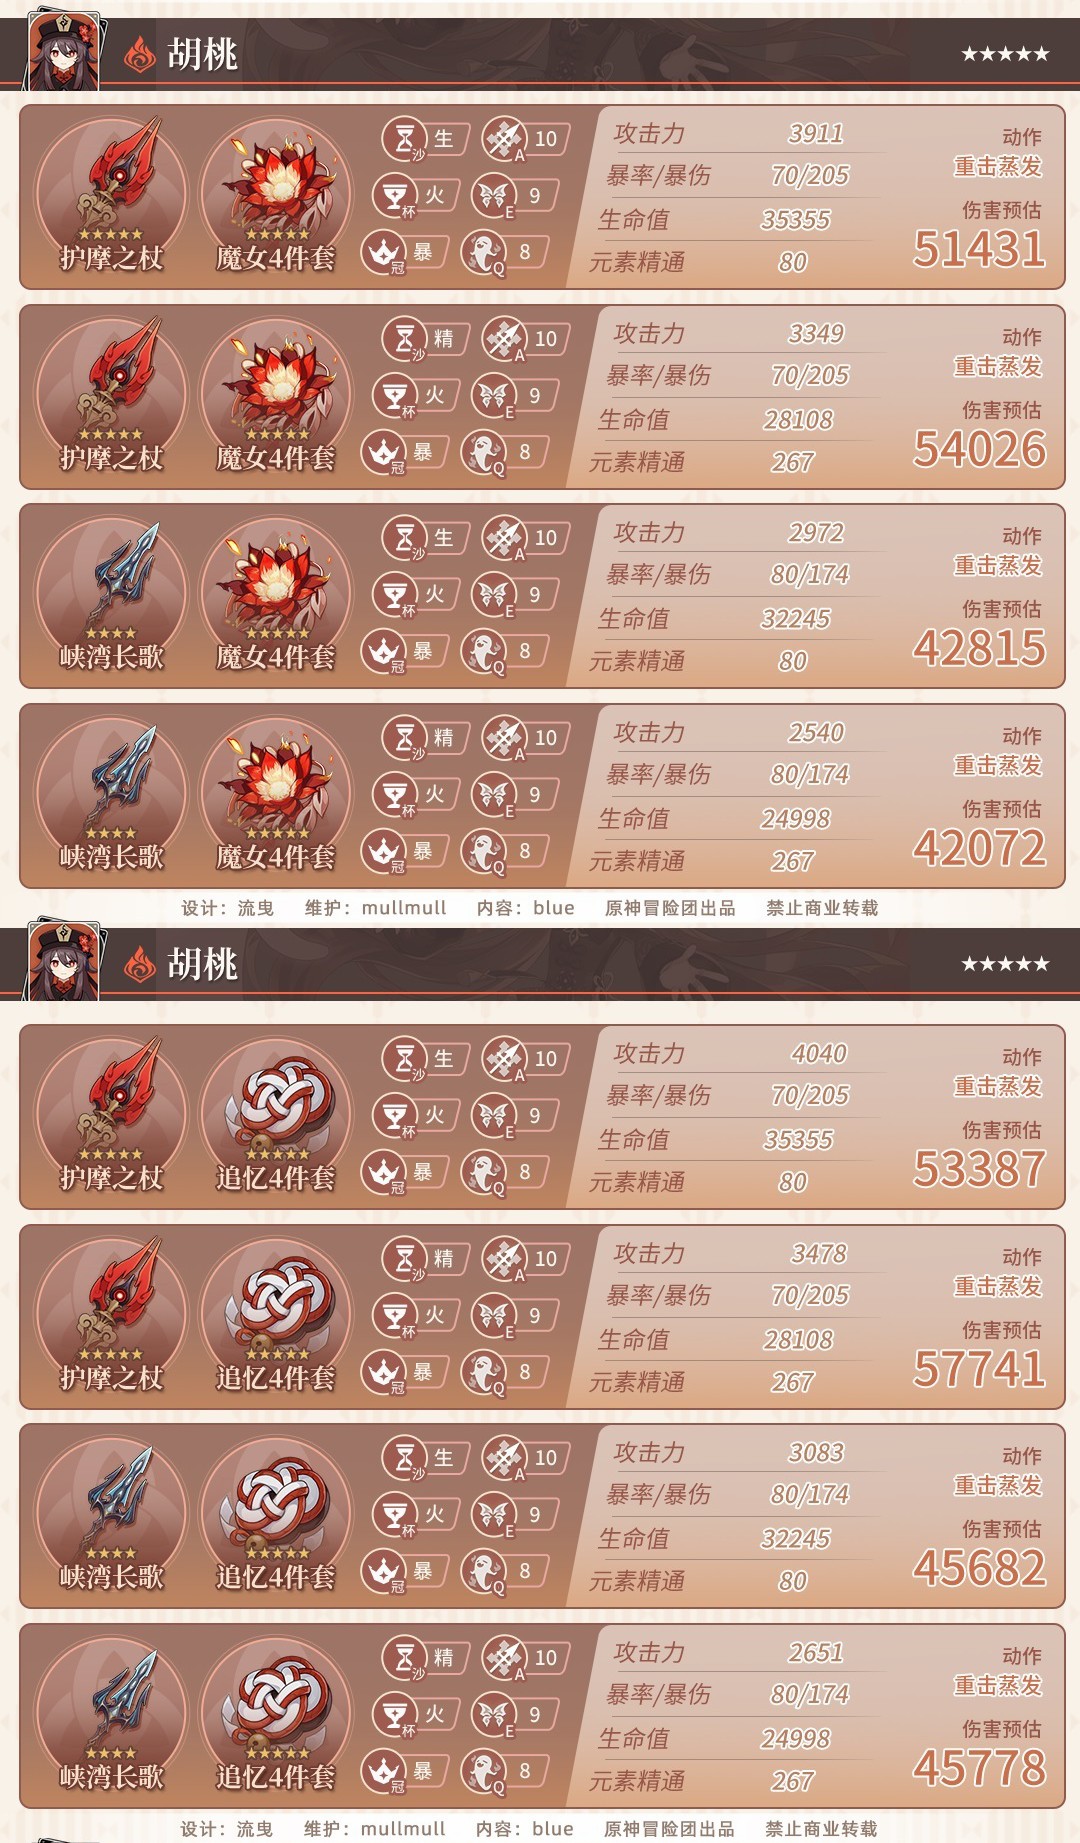 胡桃
★★★★★
护摩之杖
魔女4件套
沙 生
A 10
杯 火
E 9
冠 暴
Q 8
攻击力 3911
暴率/暴伤 70/205
生命值 35355
元素精通 80
动作
重击蒸发
伤害预估
51431
护摩之杖
魔女4件套
沙 精
A 10
杯 火
E 9
冠 暴
Q 8
攻击力 3349
暴率/暴伤 70/205
生命值 28108
元素精通 267
动作
重击蒸发
伤害预估
54026
峡湾长歌
魔女4件套
沙 生
A 10
杯 火
E 9
冠 暴
Q 8
攻击力 2972
暴率/暴伤 80/174
生命值 32245
元素精通 80
动作
重击蒸发
伤害预估
42815
峡湾长歌
魔女4件套
沙 精
A 10
杯 火
E 9
冠 暴
Q 8
攻击力 2540
暴率/暴伤 80/174
生命值 24998
元素精通 267
动作
重击蒸发
伤害预估
42072
设计：流曳 维护：mullmull 内容：blue 原神冒险团出品 禁止商业转载
胡桃
★★★★★
护摩之杖
追忆4件套
沙 生
A 10
杯 火
E 9
冠 暴
Q 8
攻击力 4040
暴率/暴伤 70/205
生命值 35355
元素精通 80
动作
重击蒸发
伤害预估
53387
护摩之杖
追忆4件套
沙 精
A 10
杯 火
E 9
冠 暴
Q 8
攻击力 3478
暴率/暴伤 70/205
生命值 28108
元素精通 267
动作
重击蒸发
伤害预估
57741
峡湾长歌
追忆4件套
沙 生
A 10
杯 火
E 9
冠 暴
Q 8
攻击力 3083
暴率/暴伤 80/174
生命值 32245
元素精通 80
动作
重击蒸发
伤害预估
45682
峡湾长歌
追忆4件套
沙 精
A 10
杯 火
E 9
冠 暴
Q 8
攻击力 2651
暴率/暴伤 80/174
生命值 24998
元素精通 267
动作
重击蒸发
伤害预估
45778
设计：流曳 维护：mullmull 内容：blue 原神冒险团出品 禁止商业转载